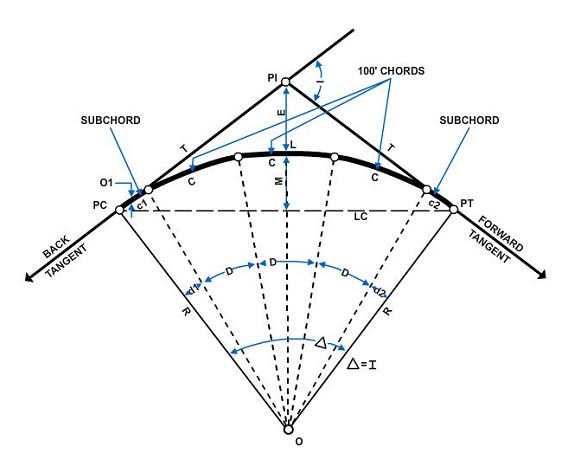 PI
I
100' CHORDS
E
SUBCHORD
SUBCHORD
T
L
T
C
C
C
M
O1
PC
c1
c2
PT
LC
BACK
TANGENT
FORWARD
TANGENT
d1
D
D
D
d2
R
R
Δ
Δ=I
O